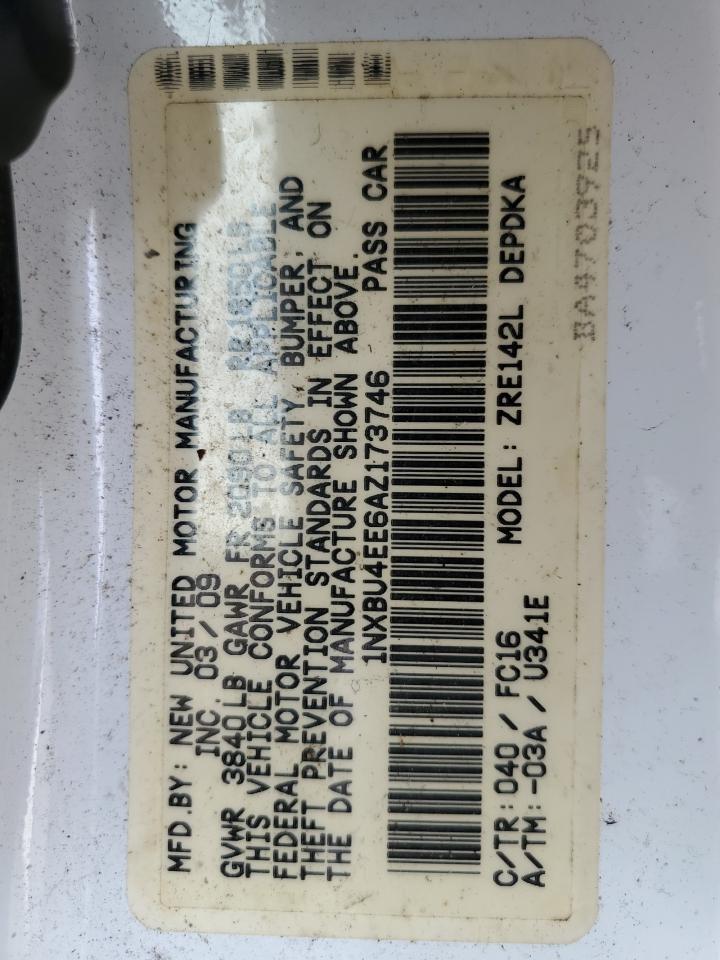 MFD.BY: NEW UNITED MOTOR MANUFACTURING
INC. 03/09
GVWR 3840LB GAWR FR 2050LB RR1850LB
THIS VEHICLE CONFORMS TO ALL APPLICABLE
FEDERAL MOTOR VEHICLE SAFETY, BUMPER, AND
THEFT PREVENTION STANDARDS IN EFFECT ON
THE DATE OF MANUFACTURE SHOWN ABOVE.
1NXBU4EE6AZ173746 PASS CAR
C/TR:040/FC16 MODEL: ZRE142L DEPDKA
A/TM:-03A/U341E
BA4703925